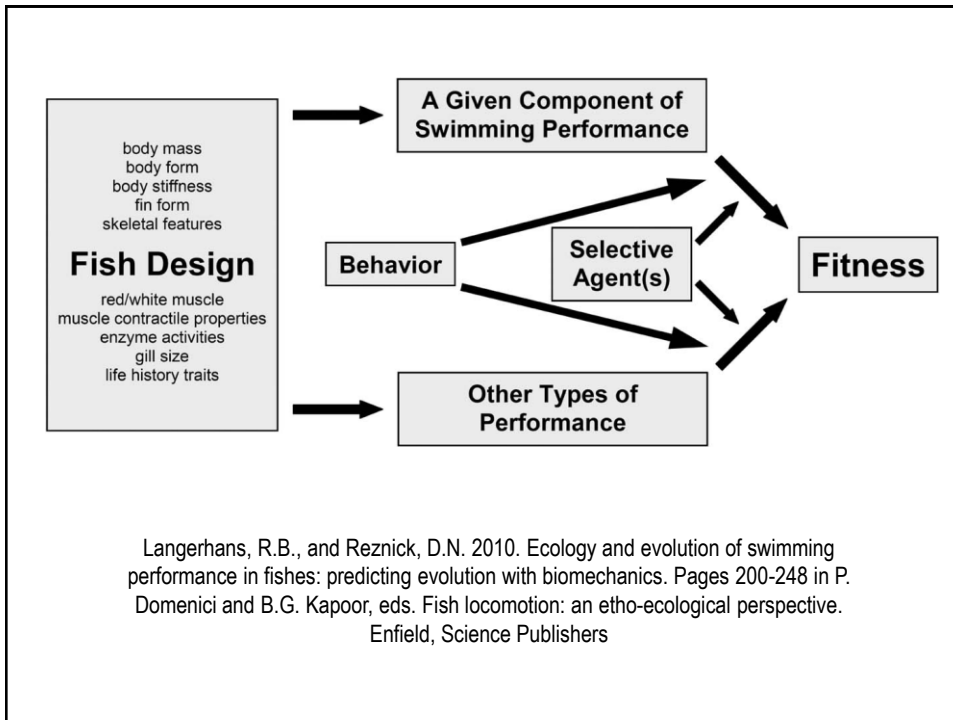 body mass
body form
body stiffness
fin form
skeletal features
Fish Design
red/white muscle
muscle contractile properties
enzyme activities
gill size
life history traits
A Given Component of
Swimming Performance
Behavior
Selective
Agent(s)
Fitness
Other Types of
Performance
Langerhans, R.B., and Reznick, D.N. 2010. Ecology and evolution of swimming
performance in fishes: predicting evolution with biomechanics. Pages 200-248 in P.
Domenici and B.G. Kapoor, eds. Fish locomotion: an etho-ecological perspective.
Enfield, Science Publishers